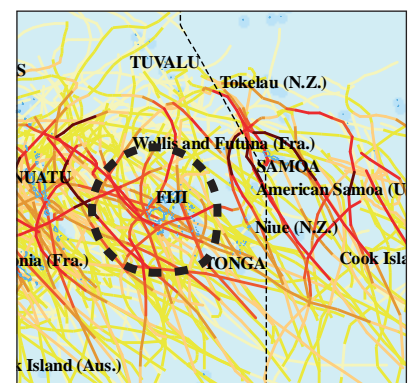 TUVALU
S
Tokelau (N.Z.)
Wallis and Futuna (Fra.)
SAMOA
NUATU
American Samoa (U
FIJI
Niue (N.Z.)
onia (Fra.)
TONGA
Cook Isla
k Island (Aus.)